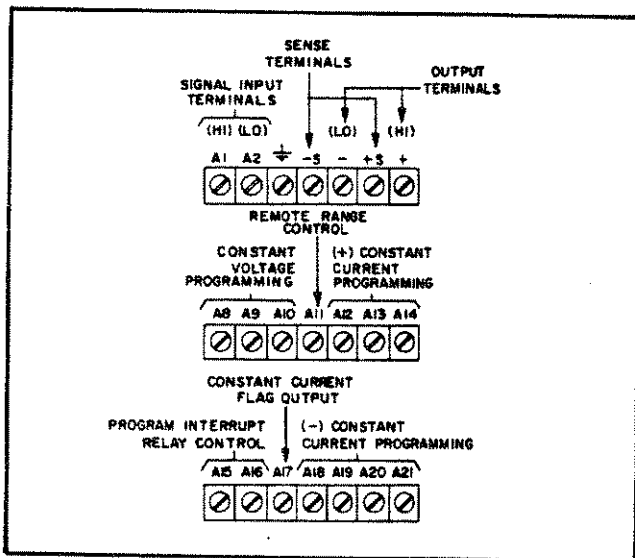 SENSE
TERMINALS
OUTPUT
TERMINALS
SIGNAL INPUT
TERMINALS
(HI) (LO) (LO) (HI)
A1 A2 ⏚ -S - +S +
REMOTE RANGE
CONTROL
CONSTANT
VOLTAGE
PROGRAMMING
(+) CONSTANT
CURRENT
PROGRAMMING
A8 A9 A10 A11 A12 A13 A14
CONSTANT CURRENT
FLAG OUTPUT
PROGRAM INTERRUPT
RELAY CONTROL
(-) CONSTANT
CURRENT PROGRAMMING
A15 A16 A17 A18 A19 A20 A21